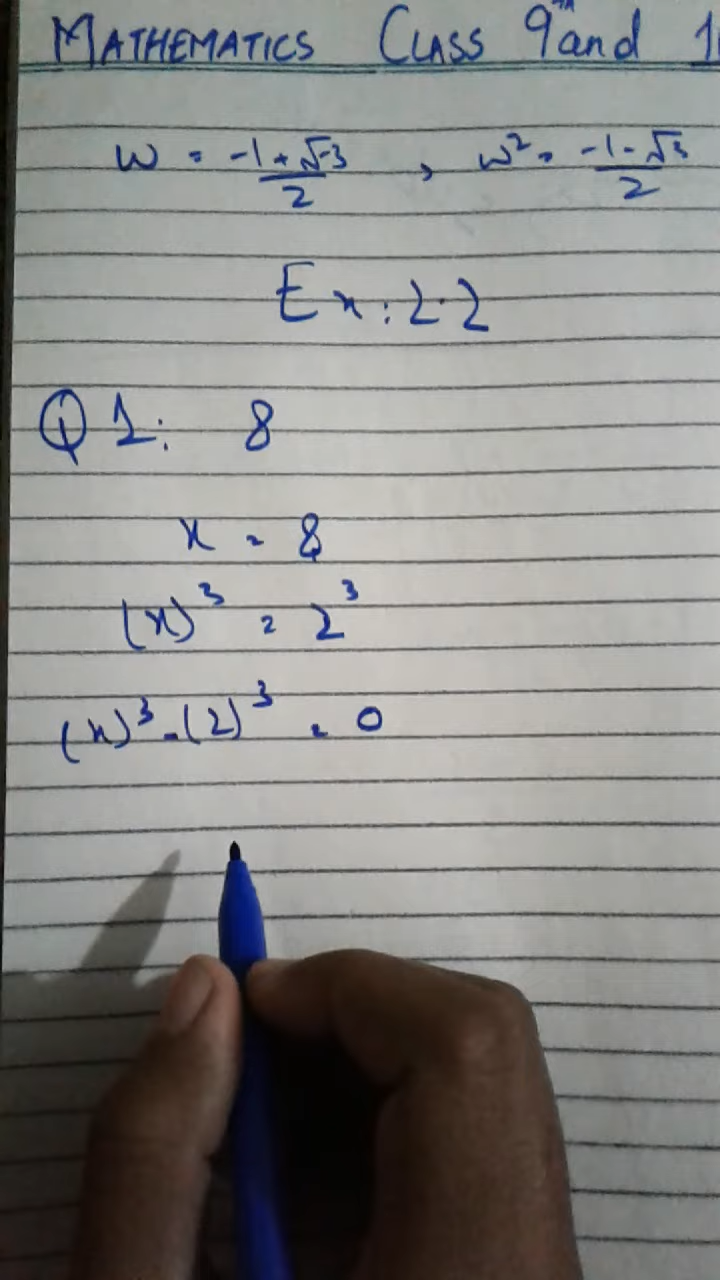 MATHEMATICS CLASS 9th and 1
ω = -1+√-3/2 , ω² = -1-√3/2
Ex: 2.2
Q 1: 8
x = 8
(x)³ = 2³
(x)³-(2)³ = 0